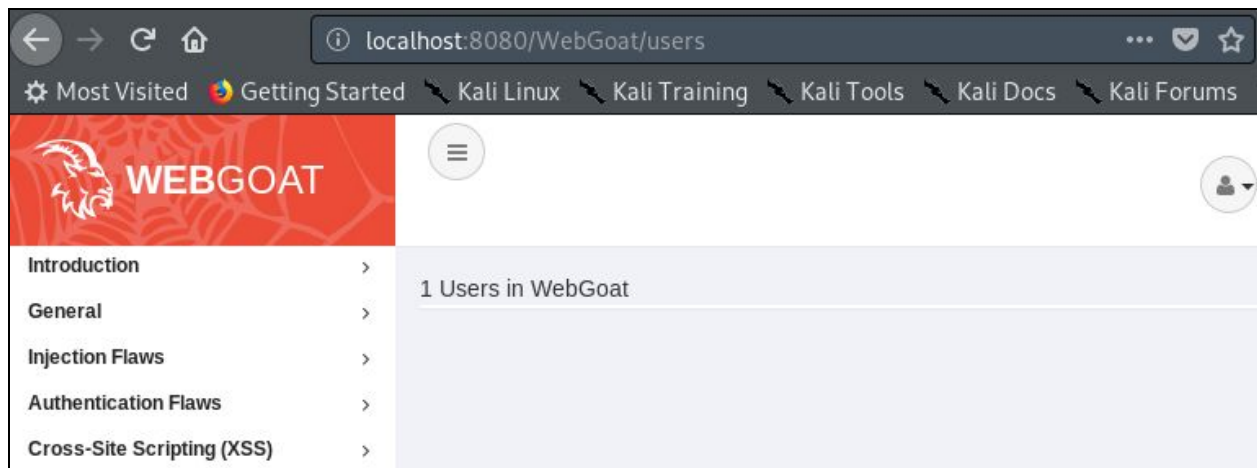 localhost:8080/WebGoat/users
Most Visited Getting Started Kali Linux Kali Training Kali Tools Kali Docs Kali Forums
WEBGOAT
Introduction
1 Users in WebGoat
General
Injection Flaws
Authentication Flaws
Cross-Site Scripting (XSS)